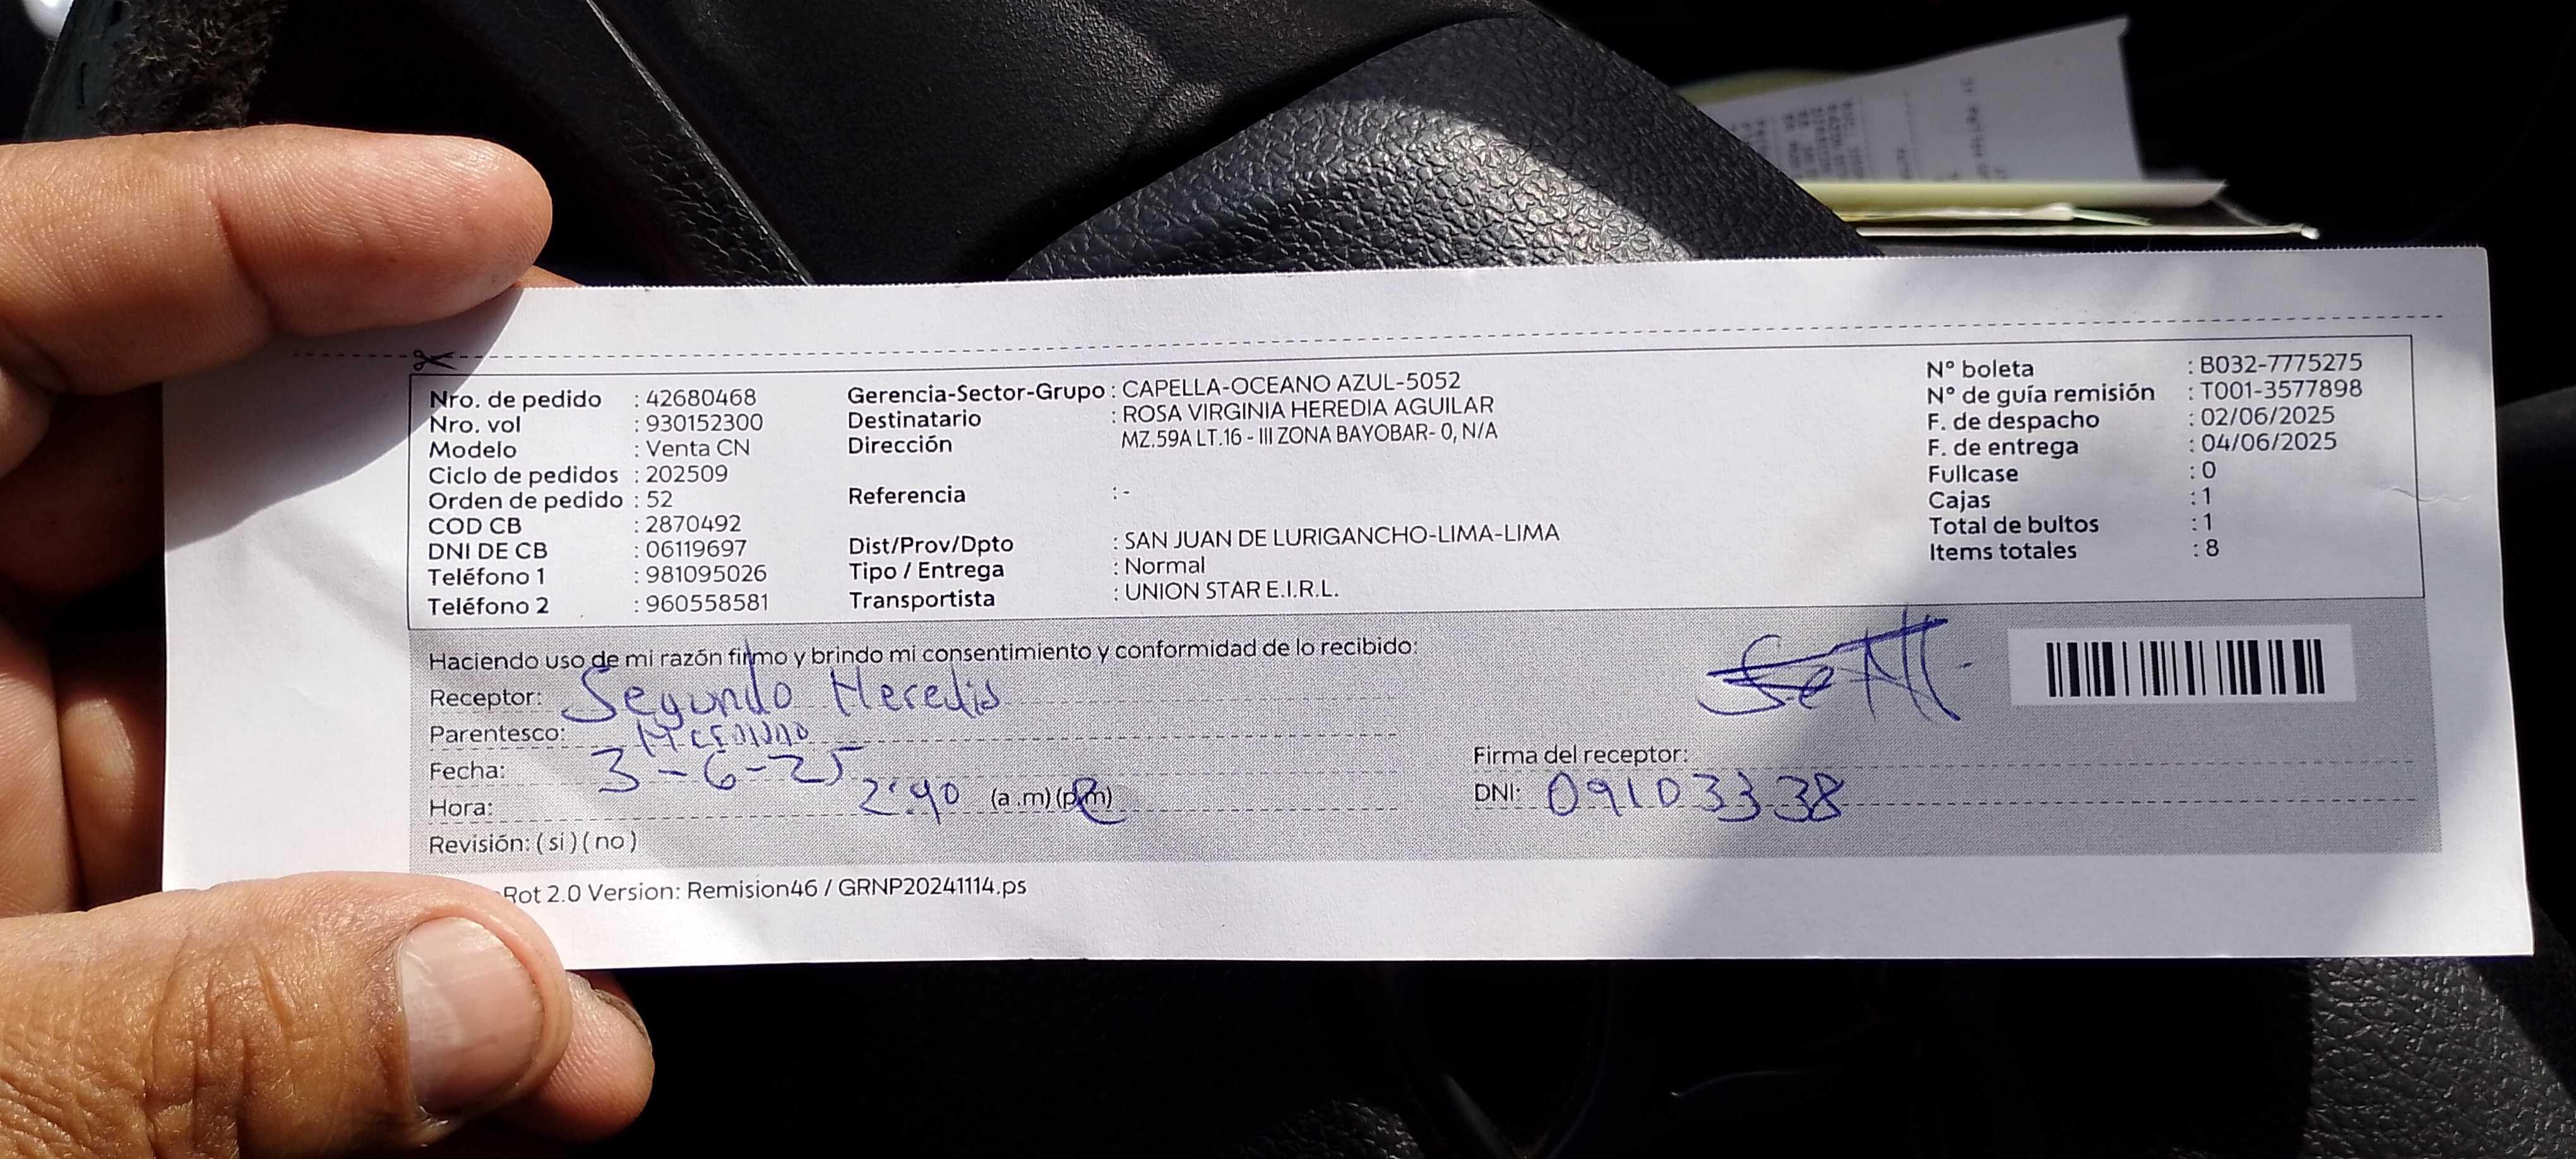 Nro. de pedido : 42680468
Nro. vol : 930152300
Modelo : Venta CN
Ciclo de pedidos : 202509
Orden de pedido : 52
COD CB : 2870492
DNI DE CB : 06119697
Teléfono 1 : 981095026
Teléfono 2 : 960558581
Gerencia-Sector-Grupo : CAPELLA-OCEANO AZUL-5052
Destinatario : ROSA VIRGINIA HEREDIA AGUILAR
Dirección MZ.59A LT.16 - III ZONA BAYOBAR- 0, N/A
Referencia : -
Dist/Prov/Dpto : SAN JUAN DE LURIGANCHO-LIMA-LIMA
Tipo / Entrega : Normal
Transportista : UNION STAR E.I.R.L.
N° boleta : B032-7775275
N° de guía remisión : T001-3577898
F. de despacho : 02/06/2025
F. de entrega : 04/06/2025
Fullcase : 0
Cajas : 1
Total de bultos : 1
Items totales : 8
Haciendo uso de mi razón firmo y brindo mi consentimiento y conformidad de lo recibido:
Receptor: Segundo Heredia
Parentesco:
Fecha: 3-6-25
Hora: (a .m) (p.m)
Revisión: ( si ) ( no )
Firma del receptor:
DNI: 09103338
Rot 2.0 Version: Remision46 / GRNP20241114.ps